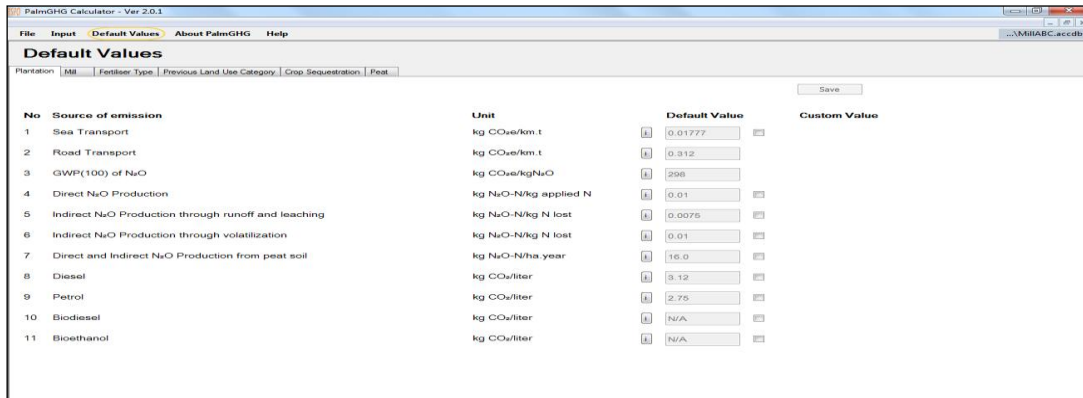 PalmGHG Calculator - Ver 2.0.1
File Input Default Values About PalmGHG Help ...\MillABC.accdb
Default Values
Plantation Mill Fertiliser Type Previous Land Use Category Crop Sequestration Peat
Save
No Source of emission Unit Default Value Custom Value
1 Sea Transport kg CO₂e/km.t i 0.01777
2 Road Transport kg CO₂e/km.t i 0.312
3 GWP(100) of N₂O kg CO₂e/kgN₂O i 298
4 Direct N₂O Production kg N₂O-N/kg applied N i 0.01
5 Indirect N₂O Production through runoff and leaching kg N₂O-N/kg N lost i 0.0075
6 Indirect N₂O Production through volatilization kg N₂O-N/kg N lost i 0.01
7 Direct and Indirect N₂O Production from peat soil kg N₂O-N/ha.year i 16.0
8 Diesel kg CO₂/liter i 3.12
9 Petrol kg CO₂/liter i 2.75
10 Biodiesel kg CO₂/liter i N/A
11 Bioethanol kg CO₂/liter i N/A